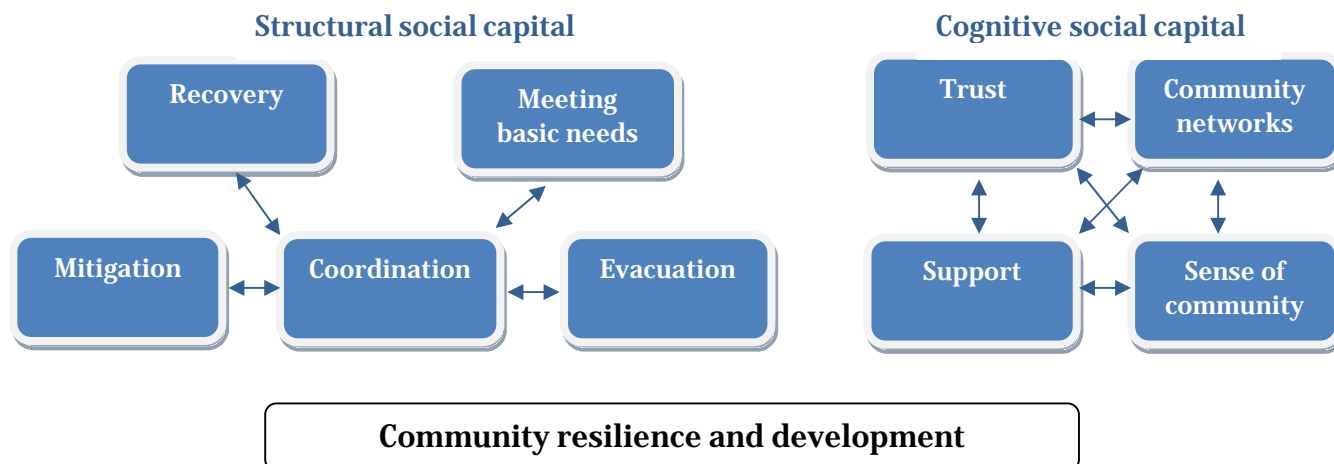 Structural social capital
Cognitive social capital
Recovery
Meeting
basic needs
Trust
Community
networks
Mitigation
Coordination
Evacuation
Support
Sense of
community
Community resilience and development